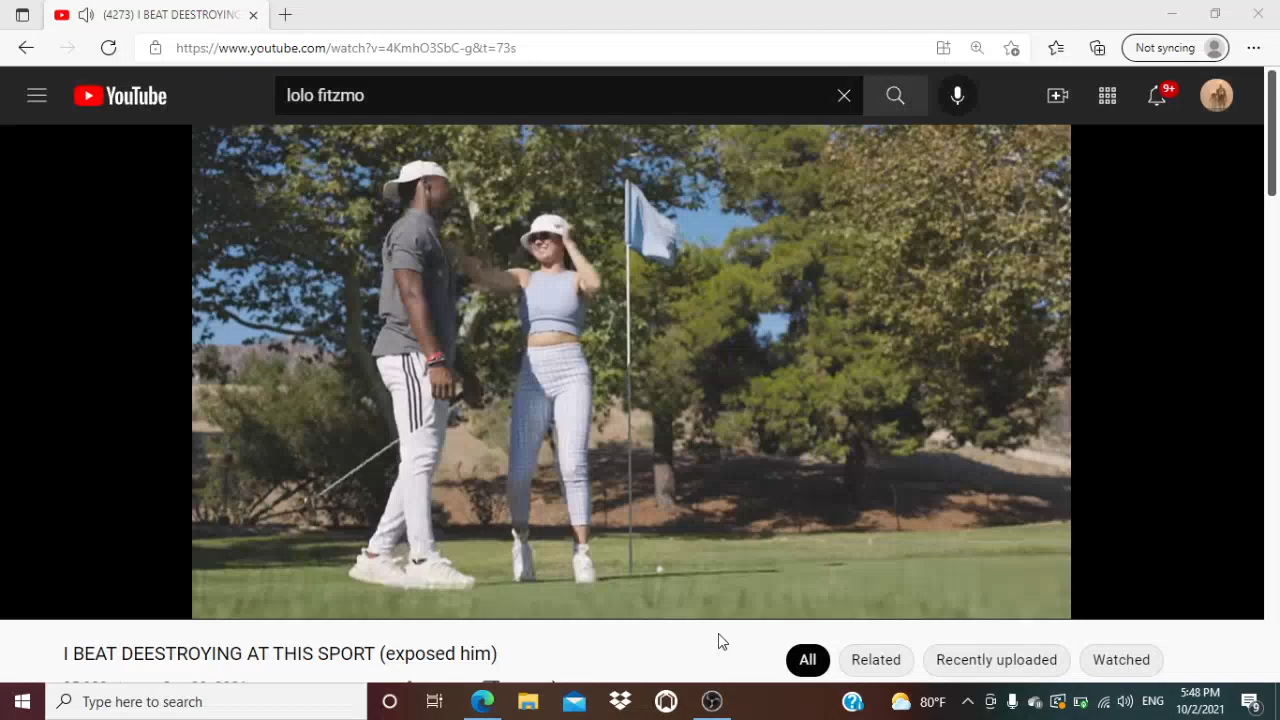 (4273) I BEAT DEESTROYING
https://www.youtube.com/watch?v=4KmhO3SbC-g&t=73s
Not syncing
YouTube
lolo fitzmo
9+
I BEAT DEESTROYING AT THIS SPORT (exposed him)
All
Related
Recently uploaded
Watched
Type here to search
80°F
ENG
5:48 PM
10/2/2021
9